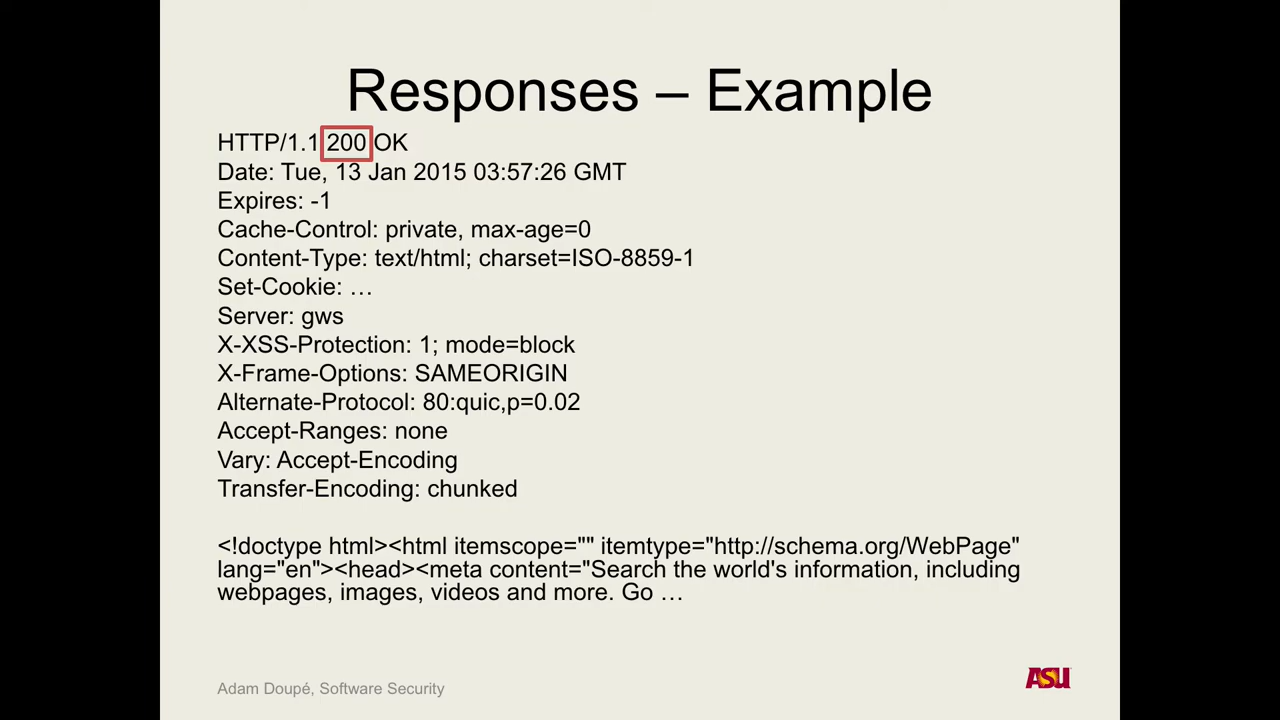 Responses – Example
HTTP/1.1 200 OK
Date: Tue, 13 Jan 2015 03:57:26 GMT
Expires: -1
Cache-Control: private, max-age=0
Content-Type: text/html; charset=ISO-8859-1
Set-Cookie: …
Server: gws
X-XSS-Protection: 1; mode=block
X-Frame-Options: SAMEORIGIN
Alternate-Protocol: 80:quic,p=0.02
Accept-Ranges: none
Vary: Accept-Encoding
Transfer-Encoding: chunked
<!doctype html><html itemscope="" itemtype="http://schema.org/WebPage"
lang="en"><head><meta content="Search the world's information, including
webpages, images, videos and more. Go …
Adam Doupé, Software Security
ASU